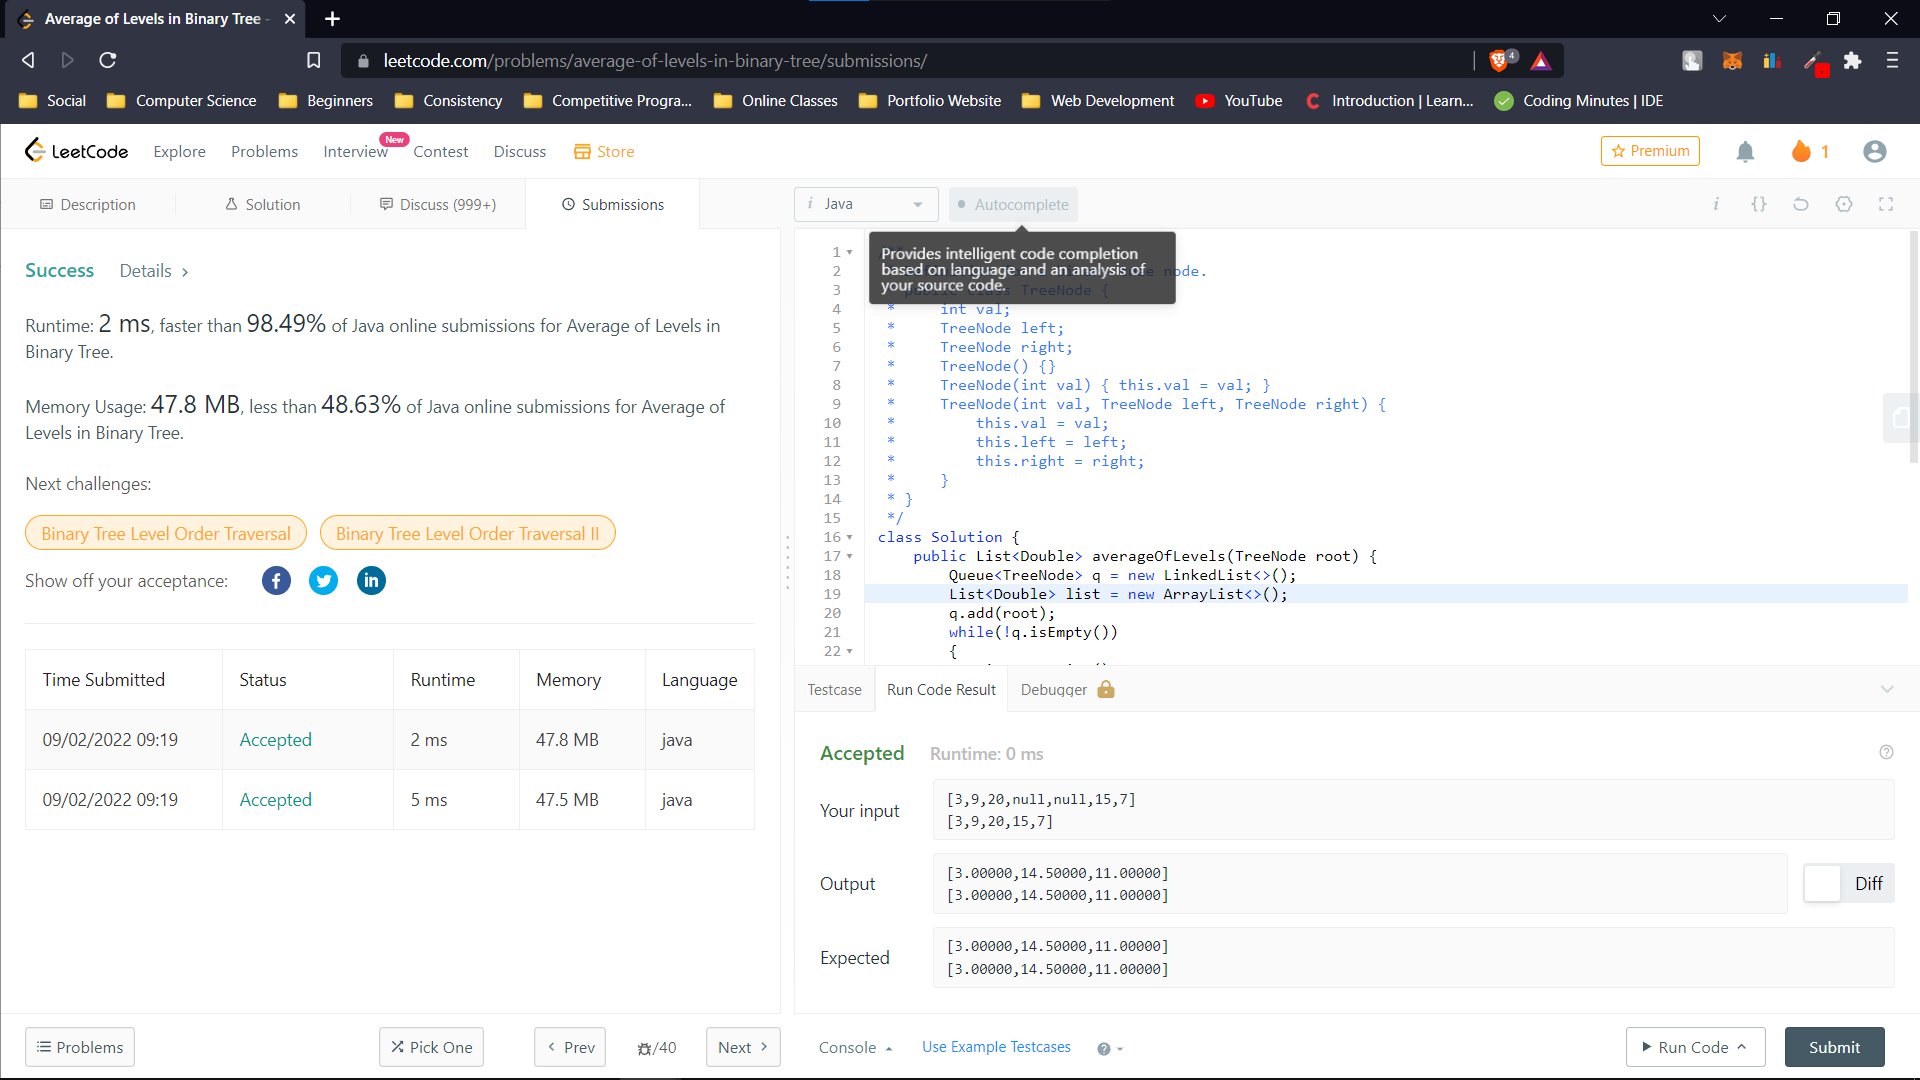 Average of Levels in Binary Tree -
leetcode.com/problems/average-of-levels-in-binary-tree/submissions/
4
Social
Computer Science
Beginners
Consistency
Competitive Progra...
Online Classes
Portfolio Website
Web Development
YouTube
Introduction | Learn...
Coding Minutes | IDE
LeetCode
Explore
Problems
Interview
New
Contest
Discuss
Store
Premium
1
Description
Solution
Discuss (999+)
Submissions
Success
Details >
Runtime: 2 ms, faster than 98.49% of Java online submissions for Average of Levels in
Binary Tree.
Memory Usage: 47.8 MB, less than 48.63% of Java online submissions for Average of
Levels in Binary Tree.
Next challenges:
Binary Tree Level Order Traversal
Binary Tree Level Order Traversal II
Show off your acceptance:
Time Submitted Status Runtime Memory Language
09/02/2022 09:19 Accepted 2 ms 47.8 MB java
09/02/2022 09:19 Accepted 5 ms 47.5 MB java
Problems
Pick One
< Prev
/40
Next >
i Java
Autocomplete
i {}
Provides intelligent code completion
based on language and an analysis of
your source code.
1
2 node.
3 TreeNode {
4 * int val;
5 * TreeNode left;
6 * TreeNode right;
7 * TreeNode() {}
8 * TreeNode(int val) { this.val = val; }
9 * TreeNode(int val, TreeNode left, TreeNode right) {
10 * this.val = val;
11 * this.left = left;
12 * this.right = right;
13 * }
14 * }
15 */
16 class Solution {
17 public List<Double> averageOfLevels(TreeNode root) {
18 Queue<TreeNode> q = new LinkedList<>();
19 List<Double> list = new ArrayList<>();
20 q.add(root);
21 while(!q.isEmpty())
22 {
Testcase
Run Code Result
Debugger
Accepted
Runtime: 0 ms
Your input
[3,9,20,null,null,15,7]
[3,9,20,15,7]
Output
[3.00000,14.50000,11.00000]
[3.00000,14.50000,11.00000]
Diff
Expected
[3.00000,14.50000,11.00000]
[3.00000,14.50000,11.00000]
Console
Use Example Testcases
Run Code
Submit